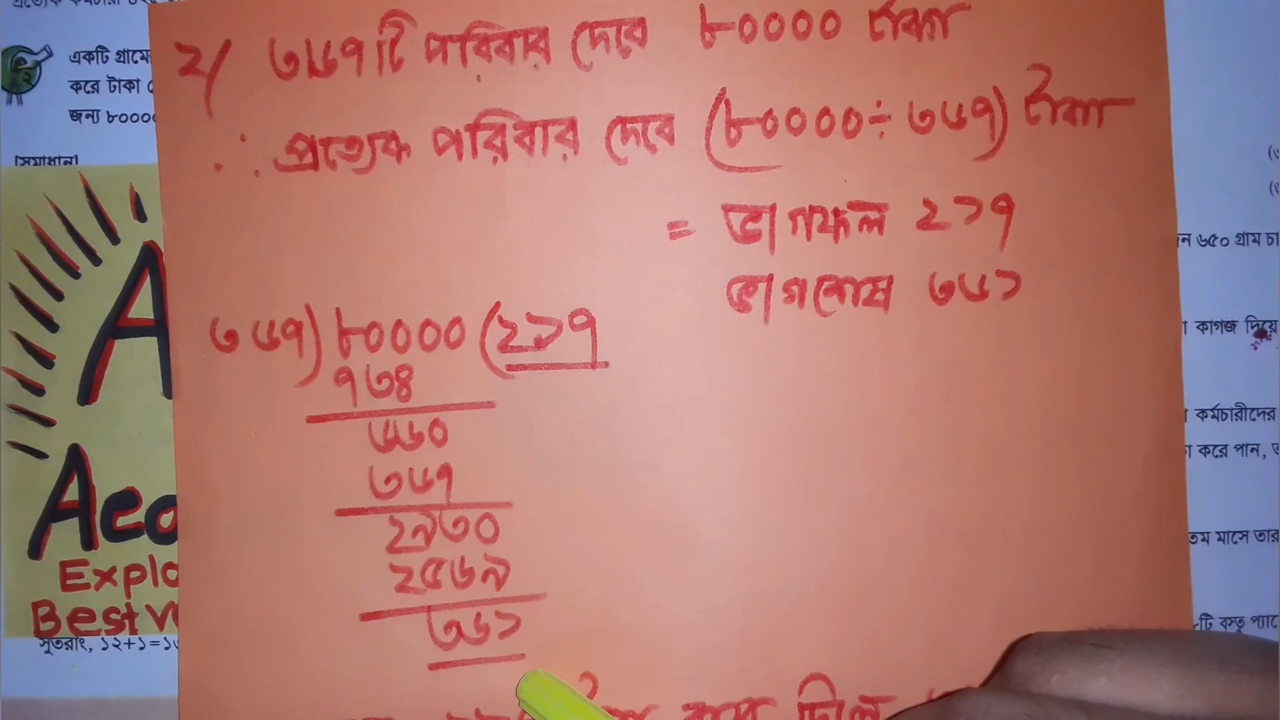 প্রত্যেক
একটি গ্রামে
করে টাকা
জন্য ৮০০০
[সমাধান]
২/ ৩৬৭টি পরিবার দেবে ৮০০০০ টাকা
∴ প্রত্যেক পরিবার দেবে (৮০০০০÷৩৬৭) টাকা
= ভাগফল ২১৭
ভাগশেষ ৩৬১
৩৬৭)৮০০০০(২১৭
৭৩৪
৬৬০
৩৬৭
২৯৩০
২৫৬৯
৩৬১
A
Aca
Explo
Best
সুতরাং, ১২+১=১
ন ৬৫০ গ্রাম চা
কাগজ দিয়ে
কর্মচারীদের
করে পান,
তম মাসে তার
টি বস্তু প্যাকে